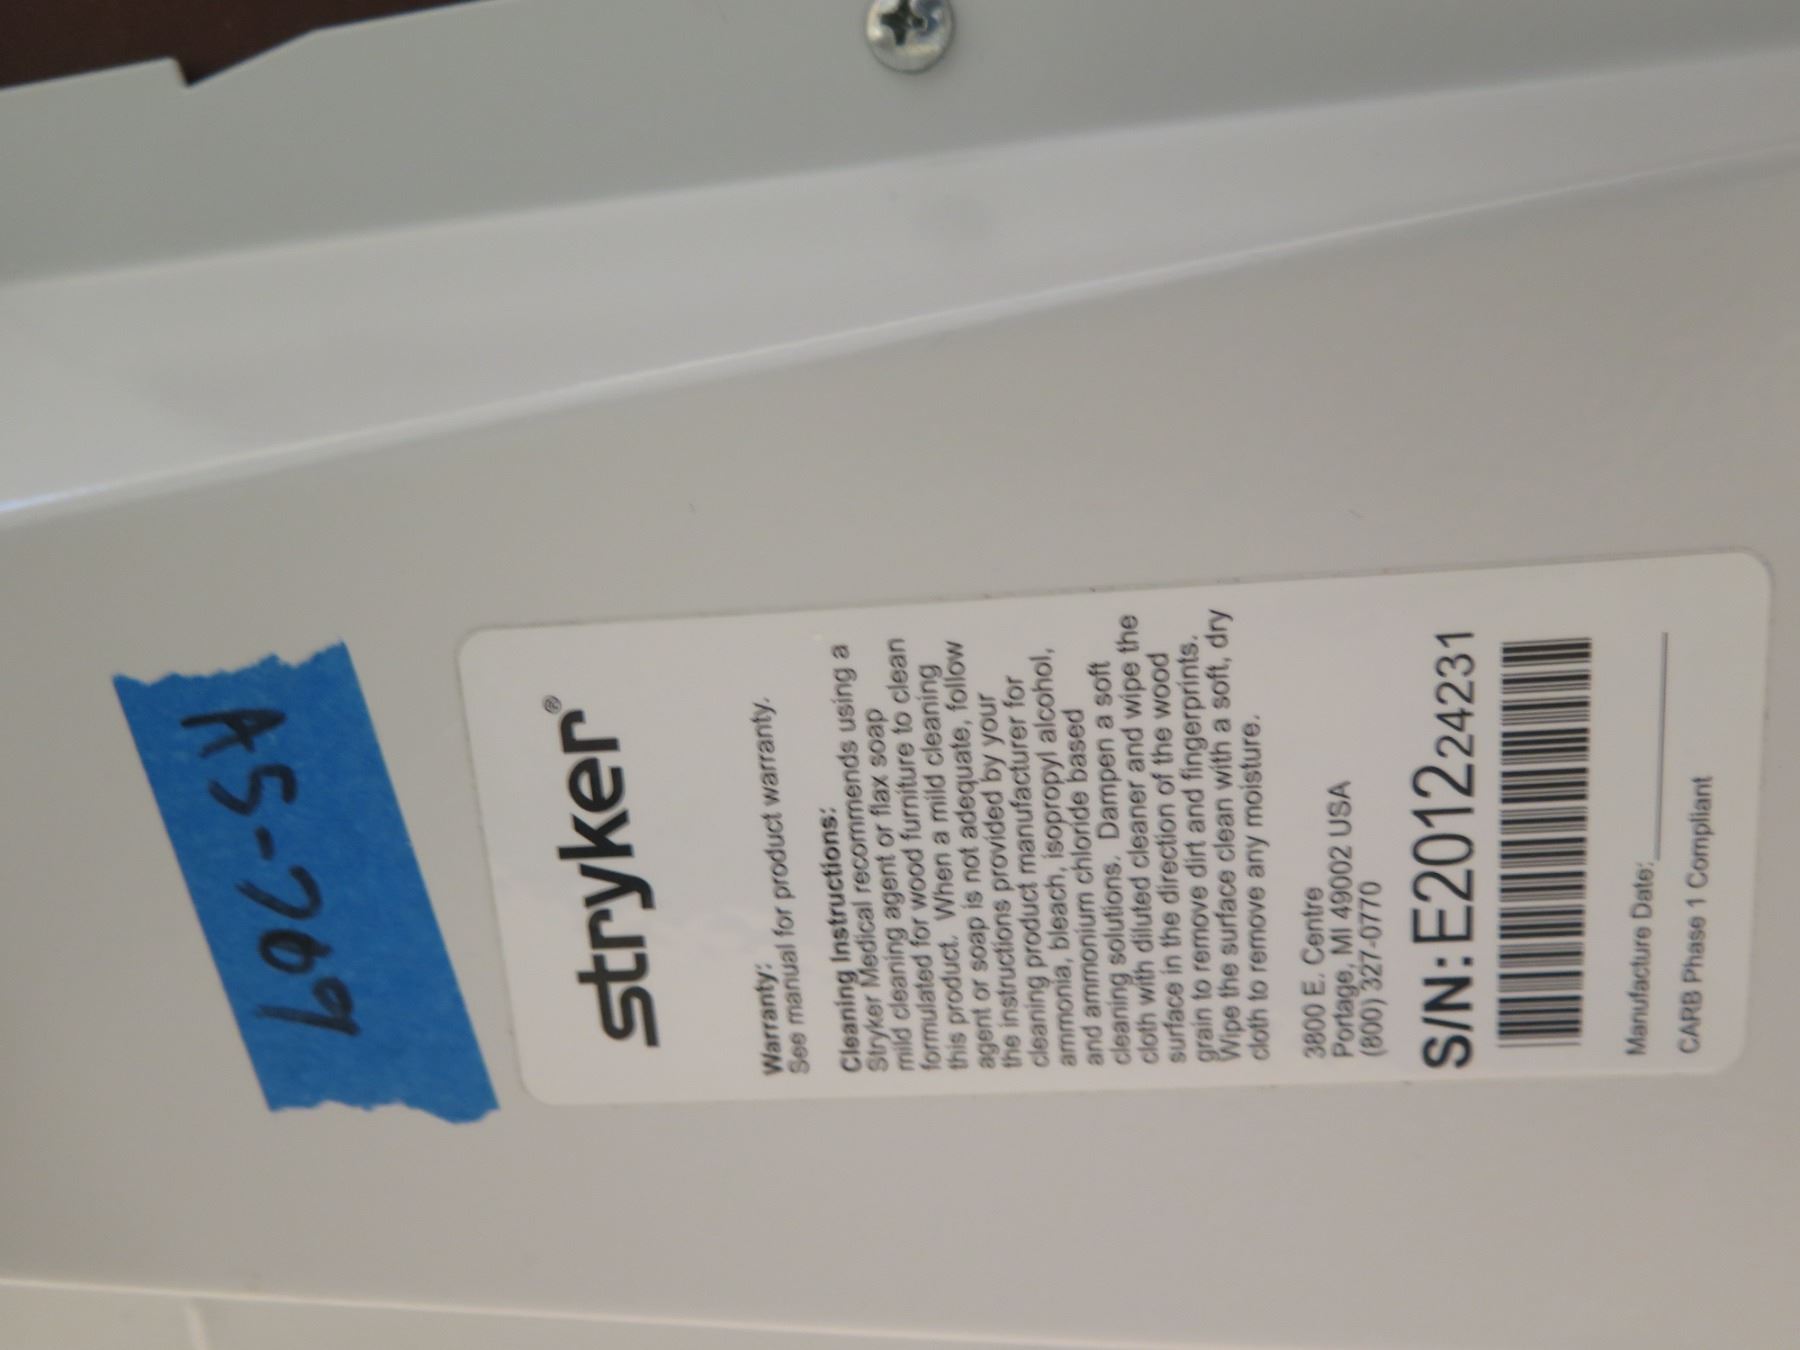 AS-769
stryker®
Warranty:
See manual for product warranty.
Cleaning Instructions:
Stryker Medical recommends using a
mild cleaning agent or flax soap
formulated for wood furniture to clean
this product. When a mild cleaning
agent or soap is not adequate, follow
the instructions provided by your
cleaning product manufacturer for
ammonia, bleach, isopropyl alcohol,
and ammonium chloride based
cleaning solutions. Dampen a soft
cloth with diluted cleaner and wipe the
surface in the direction of the wood
grain to remove dirt and fingerprints.
Wipe the surface clean with a soft, dry
cloth to remove any moisture.
3800 E. Centre
Portage, MI 49002 USA
(800) 327-0770
S/N: E201224231
Manufacture Date:
CARB Phase 1 Compliant